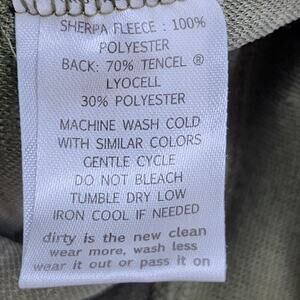 SHERPA FLEECE : 100%
POLYESTER
BACK: 70% TENCEL ®
LYOCELL
30% POLYESTER
MACHINE WASH COLD
WITH SIMILAR COLORS
GENTLE CYCLE
DO NOT BLEACH
TUMBLE DRY LOW
IRON COOL IF NEEDED
dirty is the new clean
wear more, wash less
wear it out or pass it on